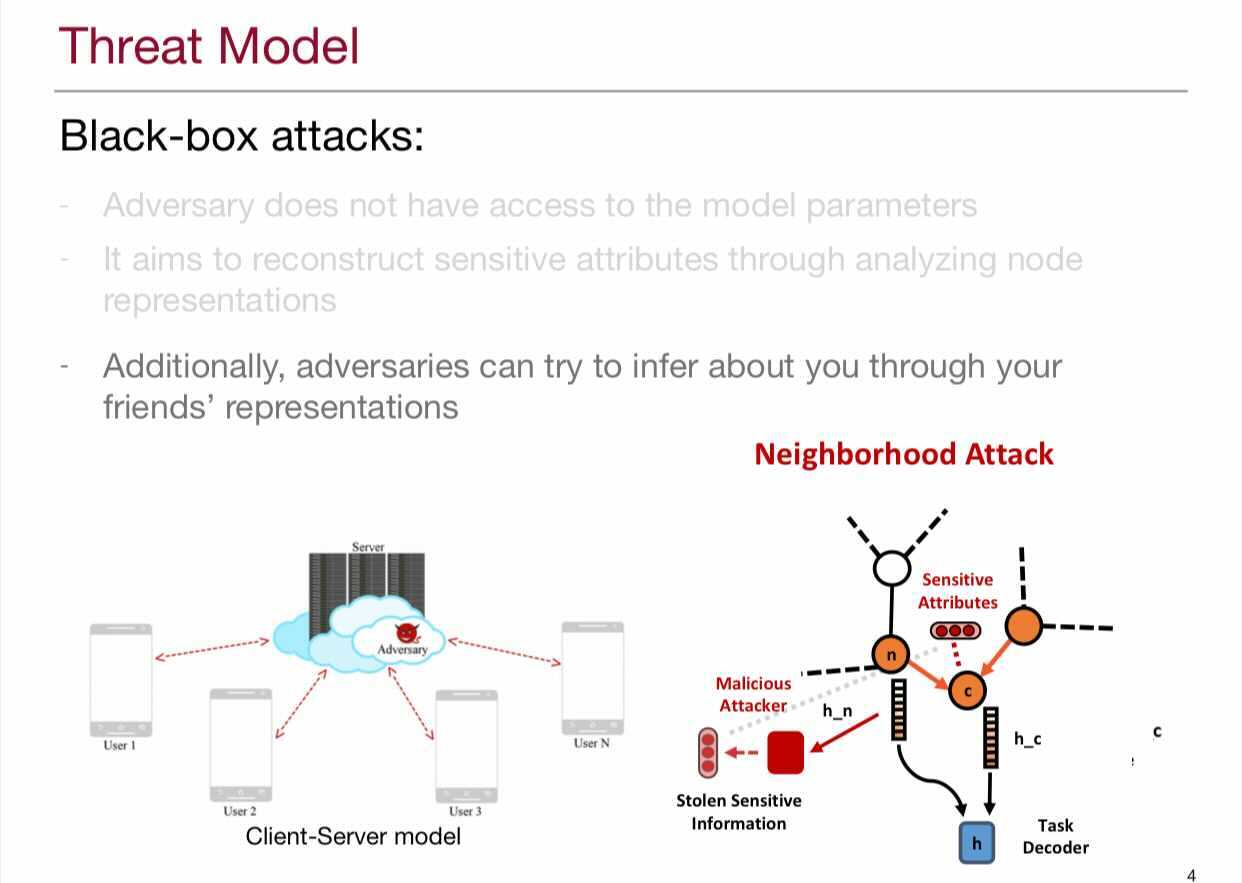 Threat Model
Black-box attacks:
- Adversary does not have access to the model parameters
- It aims to reconstruct sensitive attributes through analyzing node
representations
- Additionally, adversaries can try to infer about you through your
friends’ representations
Neighborhood Attack
Server
Adversary
User 1
User 2
User 3
User N
Client-Server model
Sensitive
Attributes
n
c
Malicious
Attacker
h_n
h_c
c
Stolen Sensitive
Information
h
Task
Decoder
4